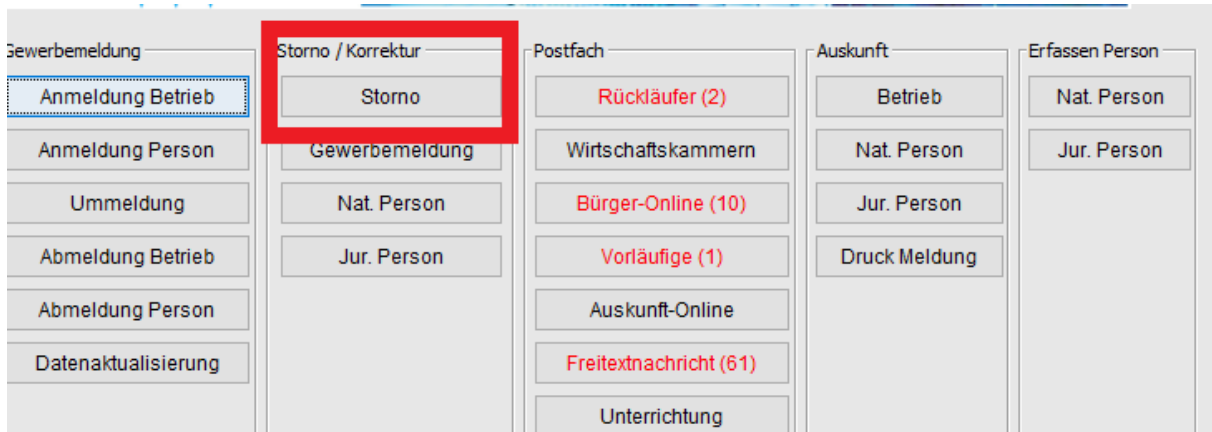 Gewerbemeldung
Anmeldung Betrieb
Anmeldung Person
Ummeldung
Abmeldung Betrieb
Abmeldung Person
Datenaktualisierung
Storno / Korrektur
Storno
Gewerbemeldung
Nat. Person
Jur. Person
Postfach
Rückläufer (2)
Wirtschaftskammern
Bürger-Online (10)
Vorläufige (1)
Auskunft-Online
Freitextnachricht (61)
Unterrichtung
Auskunft
Betrieb
Nat. Person
Jur. Person
Druck Meldung
Erfassen Person
Nat. Person
Jur. Person